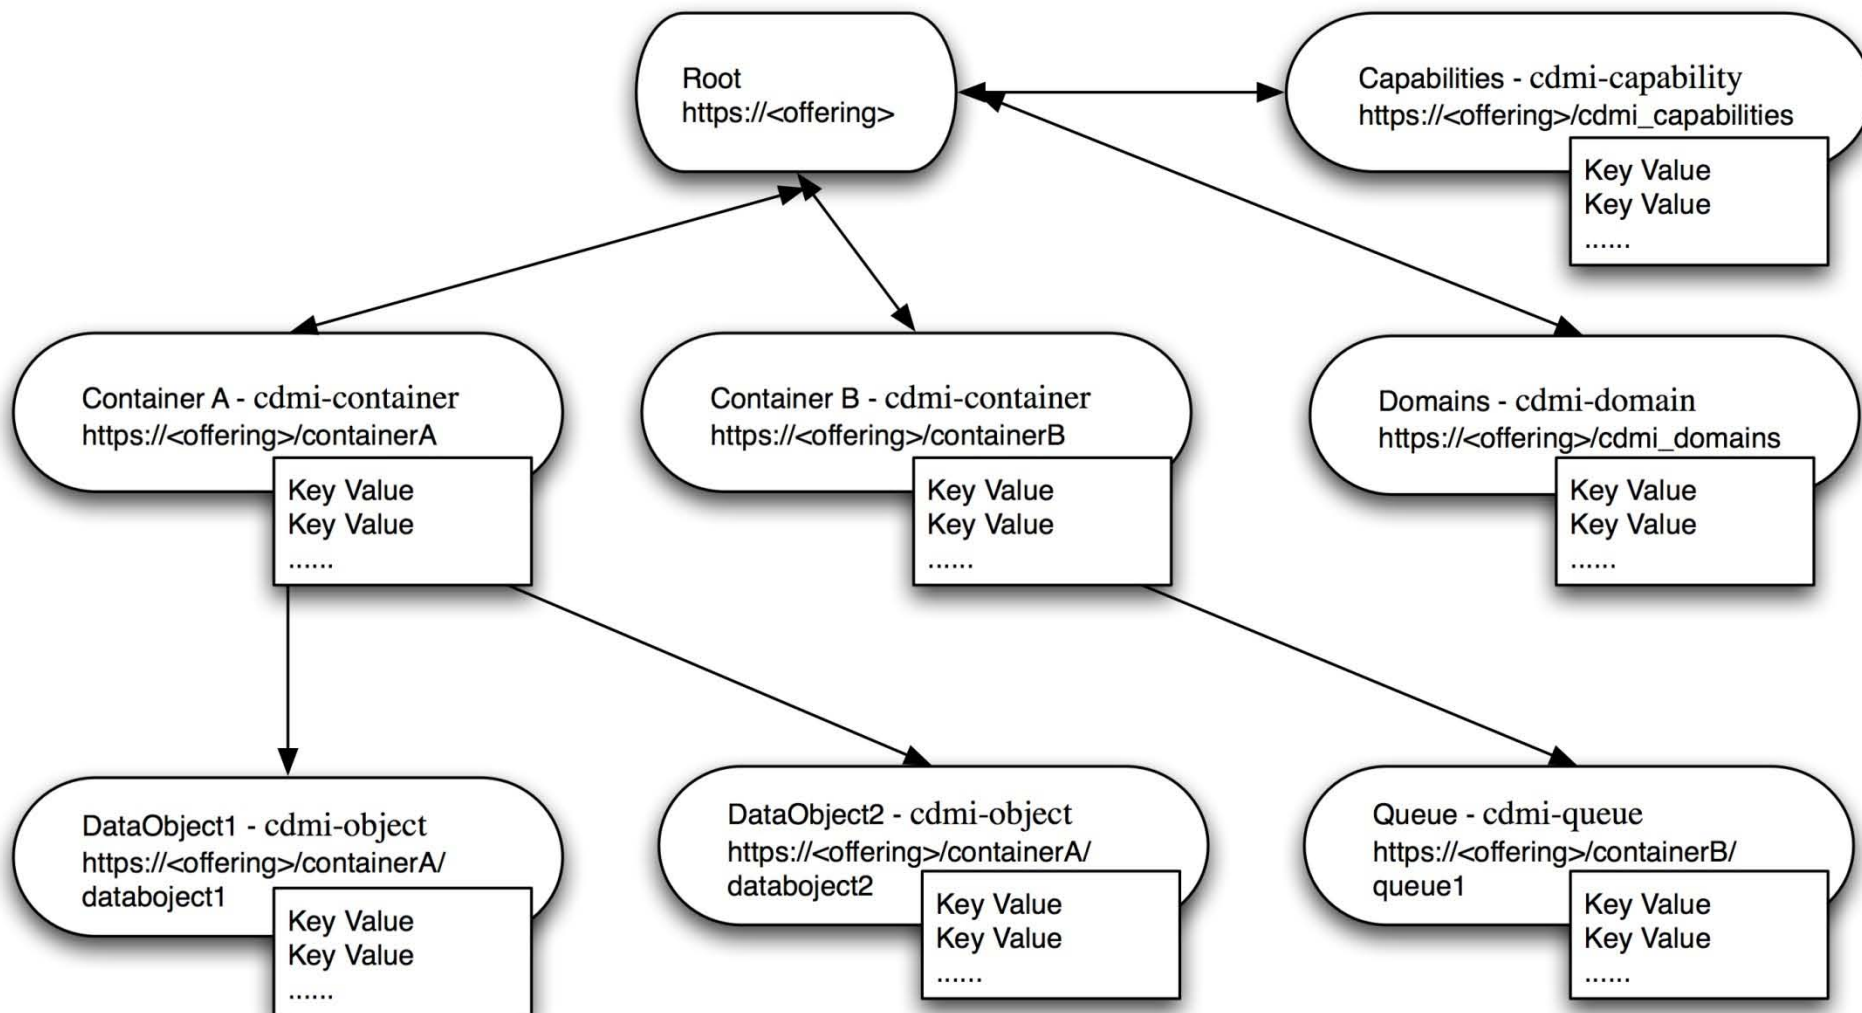 Root
https://<offering>
Capabilities - cdmi-capability
https://<offering>/cdmi_capabilities
Key Value
Key Value
......
Container A - cdmi-container
https://<offering>/containerA
Key Value
Key Value
......
Container B - cdmi-container
https://<offering>/containerB
Key Value
Key Value
......
Domains - cdmi-domain
https://<offering>/cdmi_domains
Key Value
Key Value
......
DataObject1 - cdmi-object
https://<offering>/containerA/
databoject1
Key Value
Key Value
......
DataObject2 - cdmi-object
https://<offering>/containerA/
databoject2
Key Value
Key Value
......
Queue - cdmi-queue
https://<offering>/containerB/
queue1
Key Value
Key Value
......